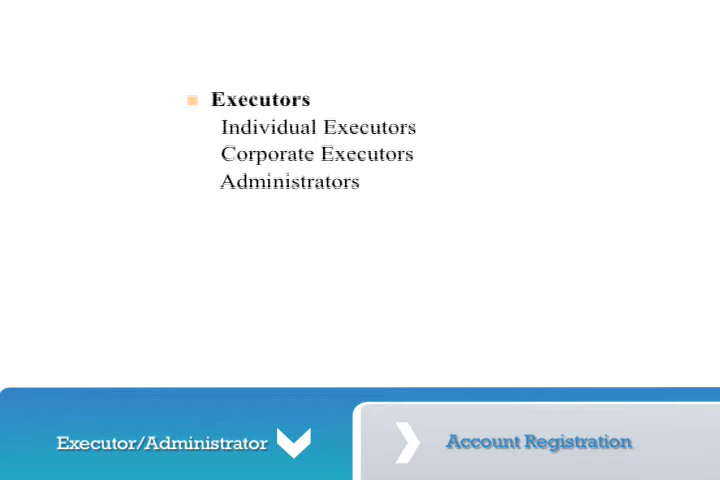 Executors
Individual Executors
Corporate Executors
Administrators
Executor/Administrator
Account Registration